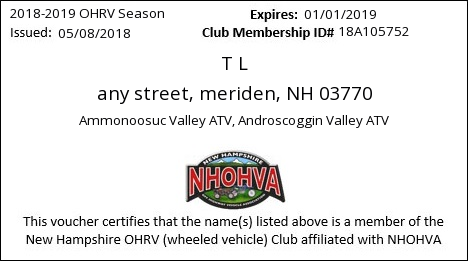 2018-2019 OHRV Season Expires: 01/01/2019
Issued: 05/08/2018 Club Membership ID# 18A105752
T L
any street, meriden, NH 03770
Ammonoosuc Valley ATV, Androscoggin Valley ATV
NEW HAMPSHIRE
NHOHVA
This voucher certifies that the name(s) listed above is a member of the
New Hampshire OHRV (wheeled vehicle) Club affiliated with NHOHVA